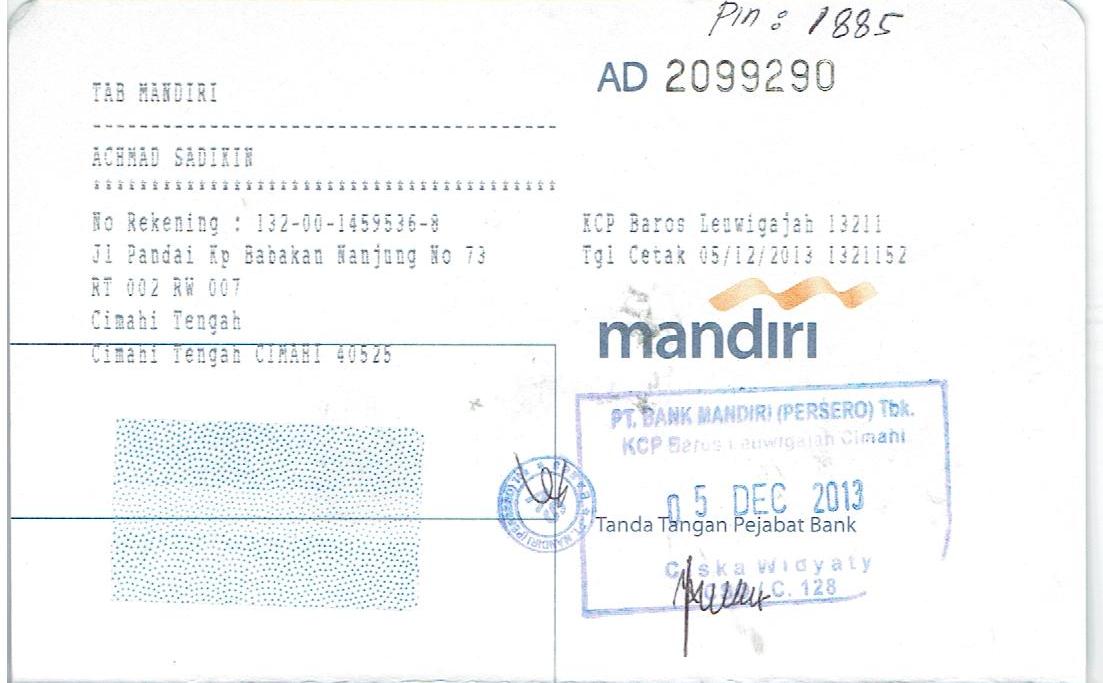 Pin : 1885
AD 2099290
TAB MANDIRI
----------------------------------------
ACHMAD SADIKIN
****************************************
No Rekening : 132-00-1459536-8
Jl Pandai Kp Babakan Nanjung No 73
RT 002 RW 007
Cimahi Tengah
Cimahi Tengah CIMAHI 40525
KCP Baros Leuwigajah 13211
Tgl Cetak 05/12/2013 1321152
mandiri
PT. BANK MANDIRI (PERSERO) Tbk.
KCP Baros Leuwigajah Cimahi
05 DEC 2013
Tanda Tangan Pejabat Bank
Widyaty
C. 128